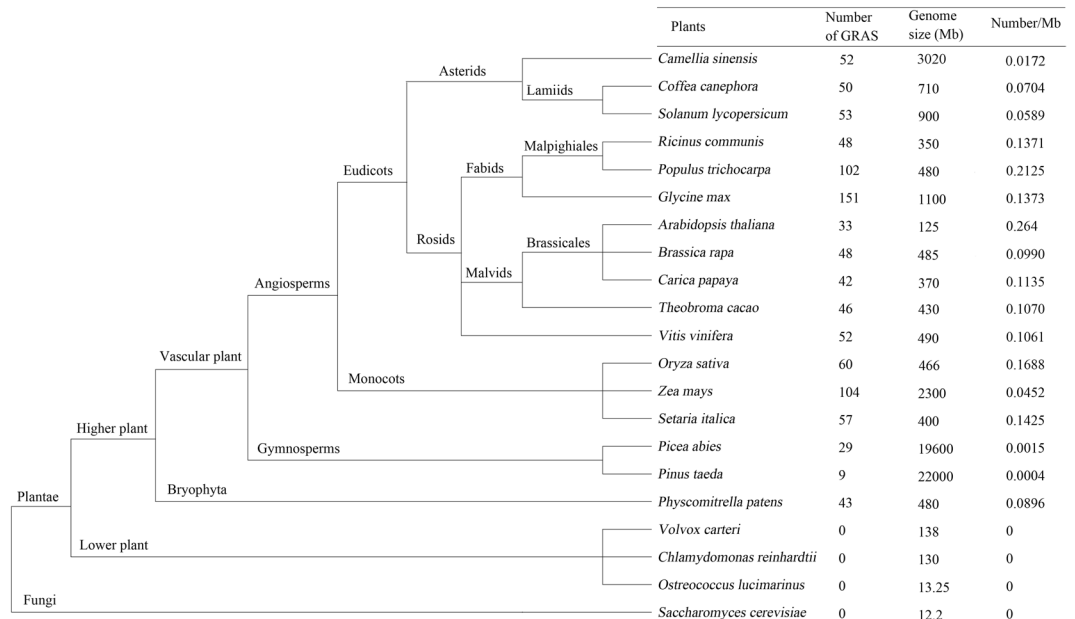 Plants Number of GRAS Genome size (Mb) Number/Mb
Camellia sinensis 52 3020 0.0172
Asterids
Lamiids
Coffea canephora 50 710 0.0704
Solanum lycopersicum 53 900 0.0589
Ricinus communis 48 350 0.1371
Malpighiales
Eudicots
Fabids
Populus trichocarpa 102 480 0.2125
Glycine max 151 1100 0.1373
Arabidopsis thaliana 33 125 0.264
Rosids
Brassicales
Brassica rapa 48 485 0.0990
Angiosperms
Malvids
Carica papaya 42 370 0.1135
Theobroma cacao 46 430 0.1070
Vitis vinifera 52 490 0.1061
Vascular plant
Oryza sativa 60 466 0.1688
Monocots
Zea mays 104 2300 0.0452
Setaria italica 57 400 0.1425
Higher plant
Gymnosperms
Picea abies 29 19600 0.0015
Pinus taeda 9 22000 0.0004
Plantae
Bryophyta
Physcomitrella patens 43 480 0.0896
Volvox carteri 0 138 0
Lower plant
Chlamydomonas reinhardtii 0 130 0
Ostreococcus lucimarinus 0 13.25 0
Fungi
Saccharomyces cerevisiae 0 12.2 0